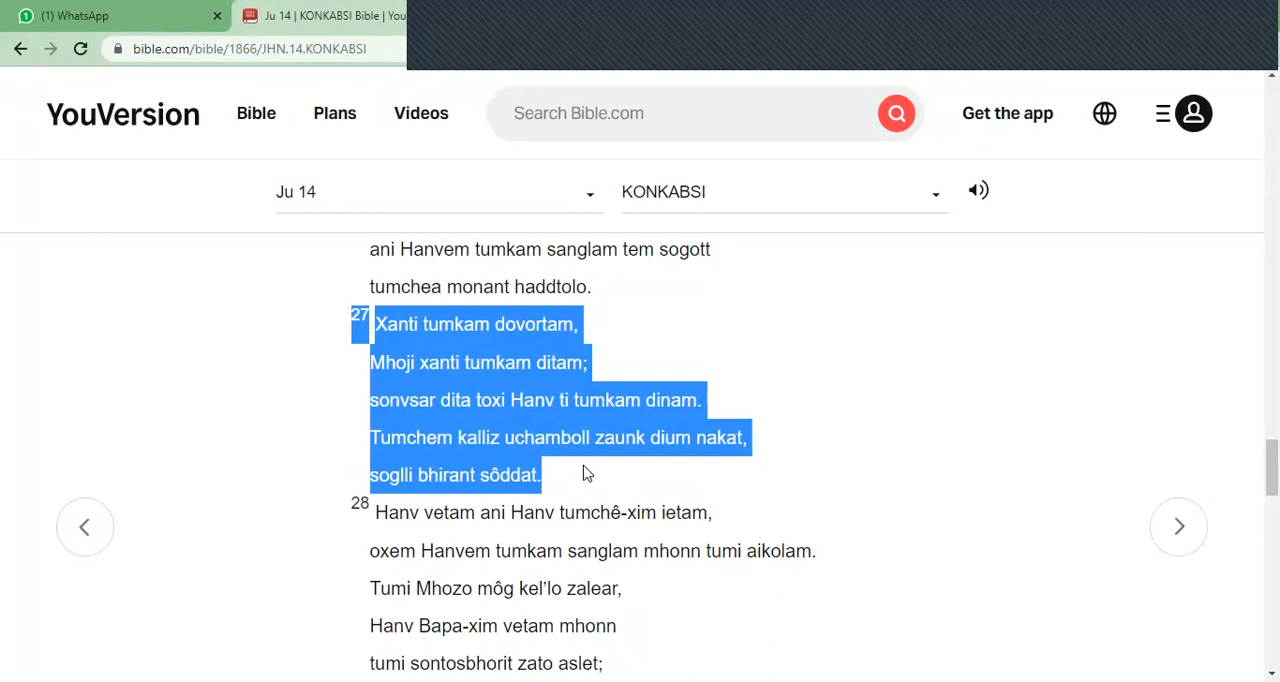 (1) WhatsApp
Ju 14 | KONKABSI Bible | You
bible.com/bible/1866/JHN.14.KONKABSI
YouVersion Bible Plans Videos Search Bible.com Get the app
Ju 14 KONKABSI
ani Hanvem tumkam sanglam tem sogott
tumchea monant haddtolo.
27 Xanti tumkam dovortam,
Mhoji xanti tumkam ditam;
sonvsar dita toxi Hanv ti tumkam dinam.
Tumchem kalliz uchamboll zaunk dium nakat,
soglli bhirant sôddat.
28 Hanv vetam ani Hanv tumchê-xim ietam,
oxem Hanvem tumkam sanglam mhonn tumi aikolam.
Tumi Mhozo môg kel’lo zalear,
Hanv Bapa-xim vetam mhonn
tumi sontosbhorit zato aslet;